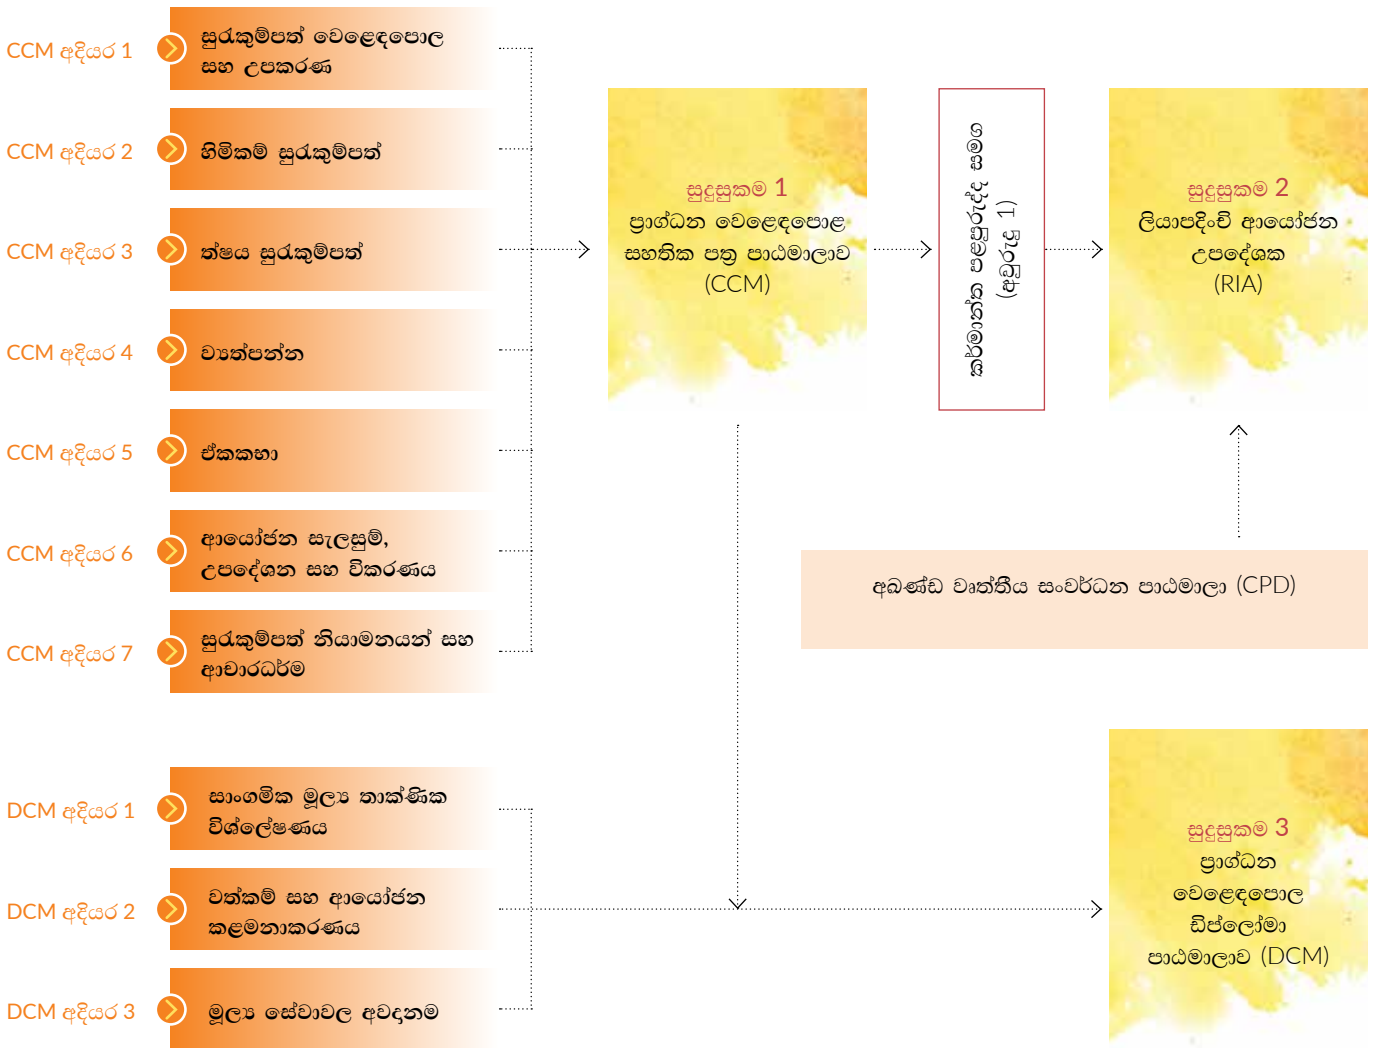 CCM අදියර 1
සුරැකුම්පත් වෙළෙඳපොල
සහ උපකරණ
CCM අදියර 2
හිමිකම් සුරැකුම්පත්
CCM අදියර 3
ත්ෂය සුරැකුම්පත්
CCM අදියර 4
ව්‍යත්පන්න
CCM අදියර 5
ඒකකභා
CCM අදියර 6
ආයෝජන සැලසුම්,
උපදේශන සහ විකරණය
CCM අදියර 7
සුරැකුම්පත් නියාමනයන් සහ
ආචාරධර්ම
සුදුසුකම 1
ප්‍රාග්ධන වෙළෙඳපොළ
සහතික පත්‍ර පාඨමාලාව
(CCM)
කර්මාන්ත පළපුරුද්ද සමග
(අවුරුදු 1)
සුදුසුකම 2
ලියාපදිංචි ආයෝජන
උපදේශක
(RIA)
අඛණ්ඩ වෘත්තීය සංවර්ධන පාඨමාලා (CPD)
DCM අදියර 1
සාංගමික මූල්‍ය තාක්ණික
විශ්ලේෂණය
DCM අදියර 2
වත්කම් සහ ආයෝජන
කළමනාකරණය
DCM අදියර 3
මූල්‍ය සේවාවල අවදානම
සුදුසුකම 3
ප්‍රාග්ධන
වෙළෙඳපොල
ඩිප්ලෝමා
පාඨමාලාව (DCM)